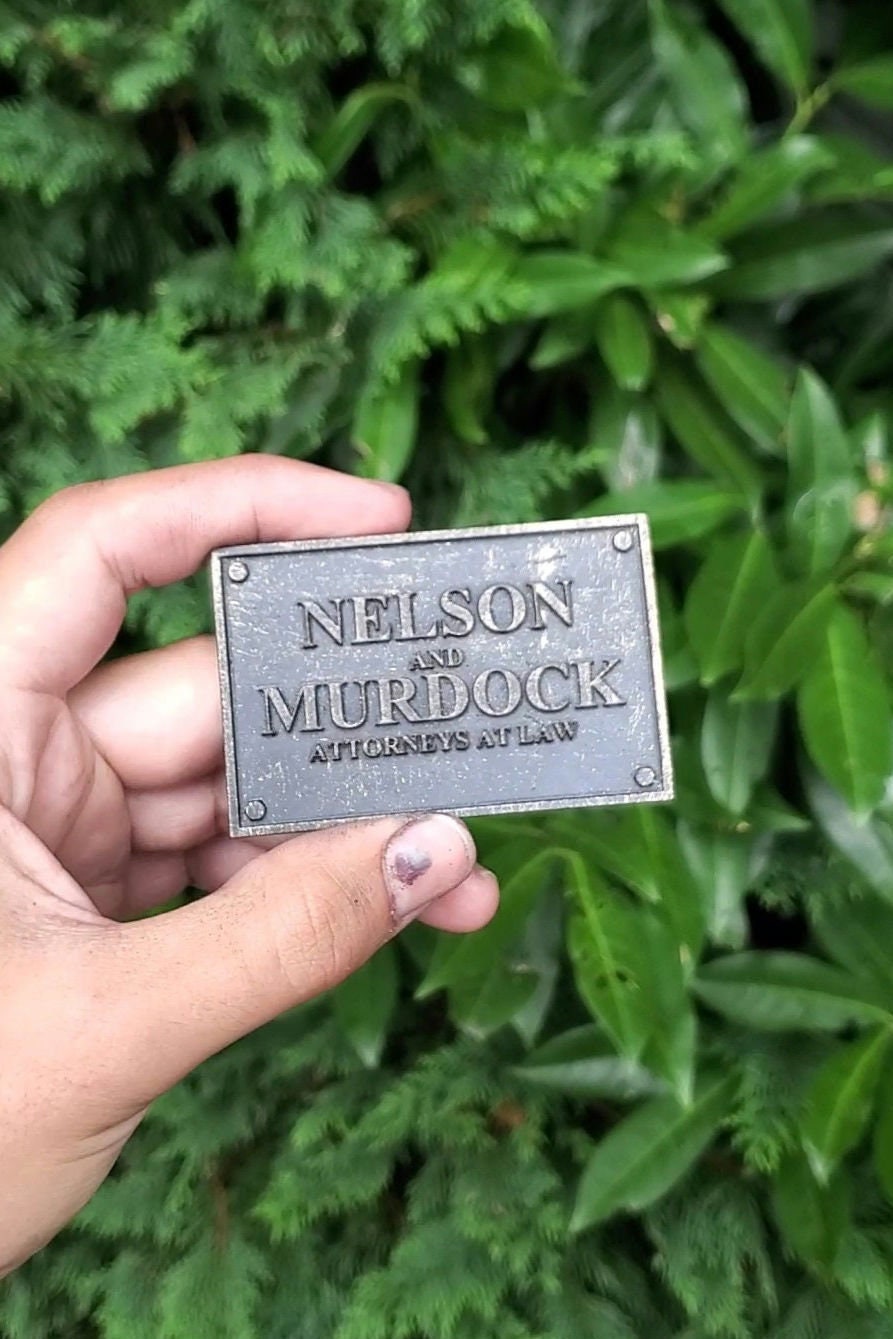 NELSON
AND
MURDOCK
ATTORNEYS AT LAW